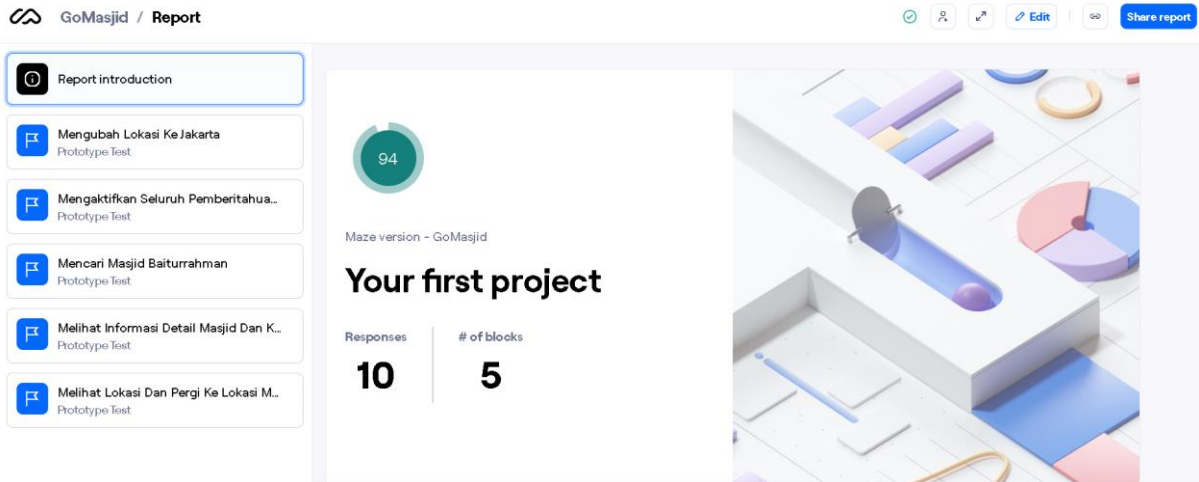 GoMasjid / Report
Edit
Share report
Report introduction
Mengubah Lokasi Ke Jakarta
Prototype Test
Mengaktifkan Seluruh Pemberitahua...
Prototype Test
Mencari Masjid Baiturrahman
Prototype Test
Melihat Informasi Detail Masjid Dan K...
Prototype Test
Melihat Lokasi Dan Pergi Ke Lokasi M...
Prototype Test
94
Maze version - GoMasjid
Your first project
Responses
# of blocks
10
5